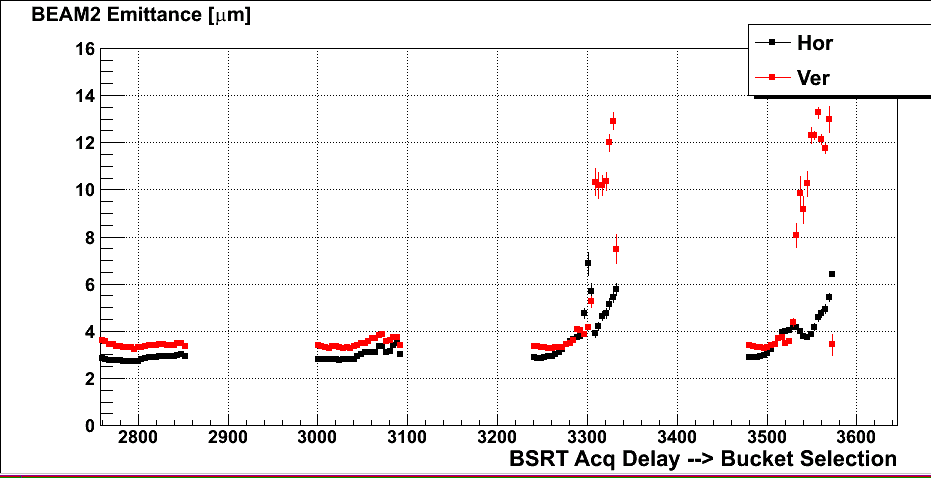 BEAM2 Emittance [μm]
Hor
Ver
16
14
12
10
8
6
4
2
0
2800 2900 3000 3100 3200 3300 3400 3500 3600
BSRT Acq Delay --> Bucket Selection